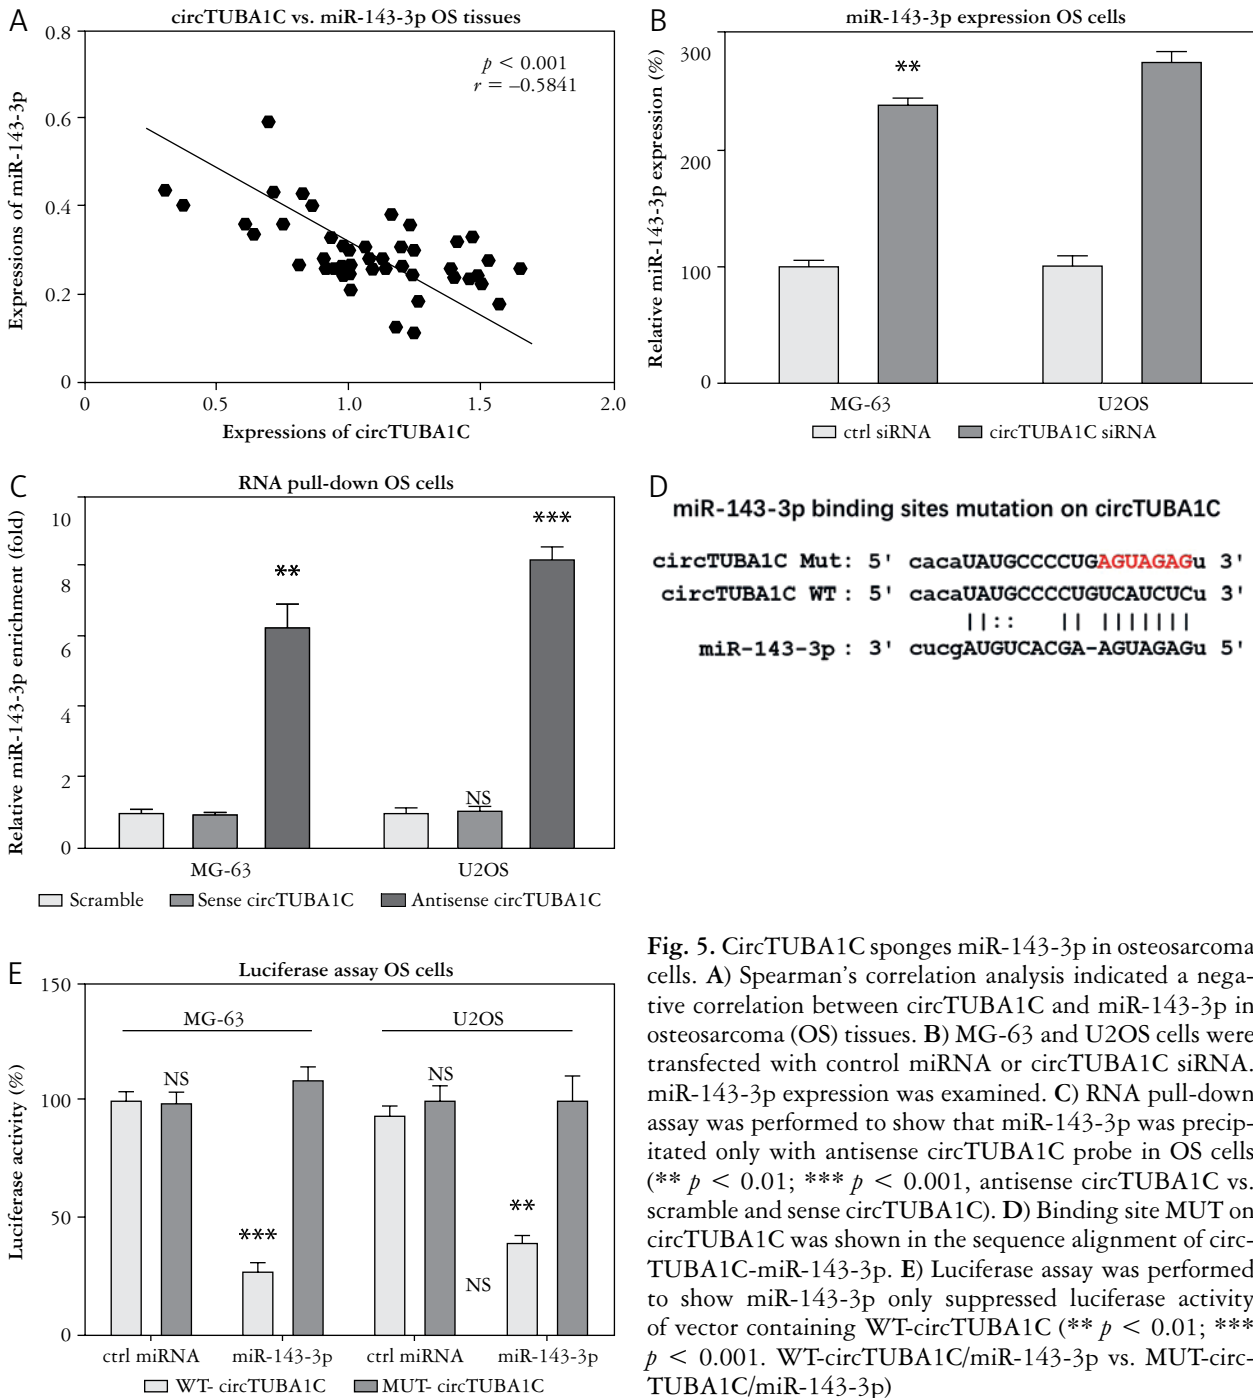 A
circTUBA1C vs. miR-143-3p OS tissues
p < 0.001
r = –0.5841
Expressions of miR-143-3p
0.8
0.6
0.4
0.2
0
0 0.5 1.0 1.5 2.0
Expressions of circTUBA1C
B
miR-143-3p expression OS cells
Relative miR-143-3p expression (%)
300
200
100
0
**
MG-63 U2OS
ctrl siRNA circTUBA1C siRNA
C
RNA pull-down OS cells
Relative miR-143-3p enrichment (fold)
10
8
6
4
2
0
**
NS
***
MG-63 U2OS
Scramble Sense circTUBA1C Antisense circTUBA1C
D
miR-143-3p binding sites mutation on circTUBA1C
circTUBA1C Mut: 5' cacaUAUGCCCCUGAGUAGAGu 3'
circTUBA1C WT : 5' cacaUAUGCCCCUGUCAUCUCu 3'
||:: || |||||||
miR-143-3p : 3' cucgAUGUCACGA-AGUAGAGu 5'
E
Luciferase assay OS cells
Luciferase activity (%)
150
100
50
0
MG-63 U2OS
NS
***
NS
NS
**
ctrl miRNA miR-143-3p ctrl miRNA miR-143-3p
WT- circTUBA1C MUT- circTUBA1C
Fig. 5. CircTUBA1C sponges miR-143-3p in osteosarcoma
cells. A) Spearman's correlation analysis indicated a nega-
tive correlation between circTUBA1C and miR-143-3p in
osteosarcoma (OS) tissues. B) MG-63 and U2OS cells were
transfected with control miRNA or circTUBA1C siRNA.
miR-143-3p expression was examined. C) RNA pull-down
assay was performed to show that miR-143-3p was precip-
itated only with antisense circTUBA1C probe in OS cells
(** p < 0.01; *** p < 0.001, antisense circTUBA1C vs.
scramble and sense circTUBA1C). D) Binding site MUT on
circTUBA1C was shown in the sequence alignment of circ-
TUBA1C-miR-143-3p. E) Luciferase assay was performed
to show miR-143-3p only suppressed luciferase activity
of vector containing WT-circTUBA1C (** p < 0.01; ***
p < 0.001. WT-circTUBA1C/miR-143-3p vs. MUT-circ-
TUBA1C/miR-143-3p)